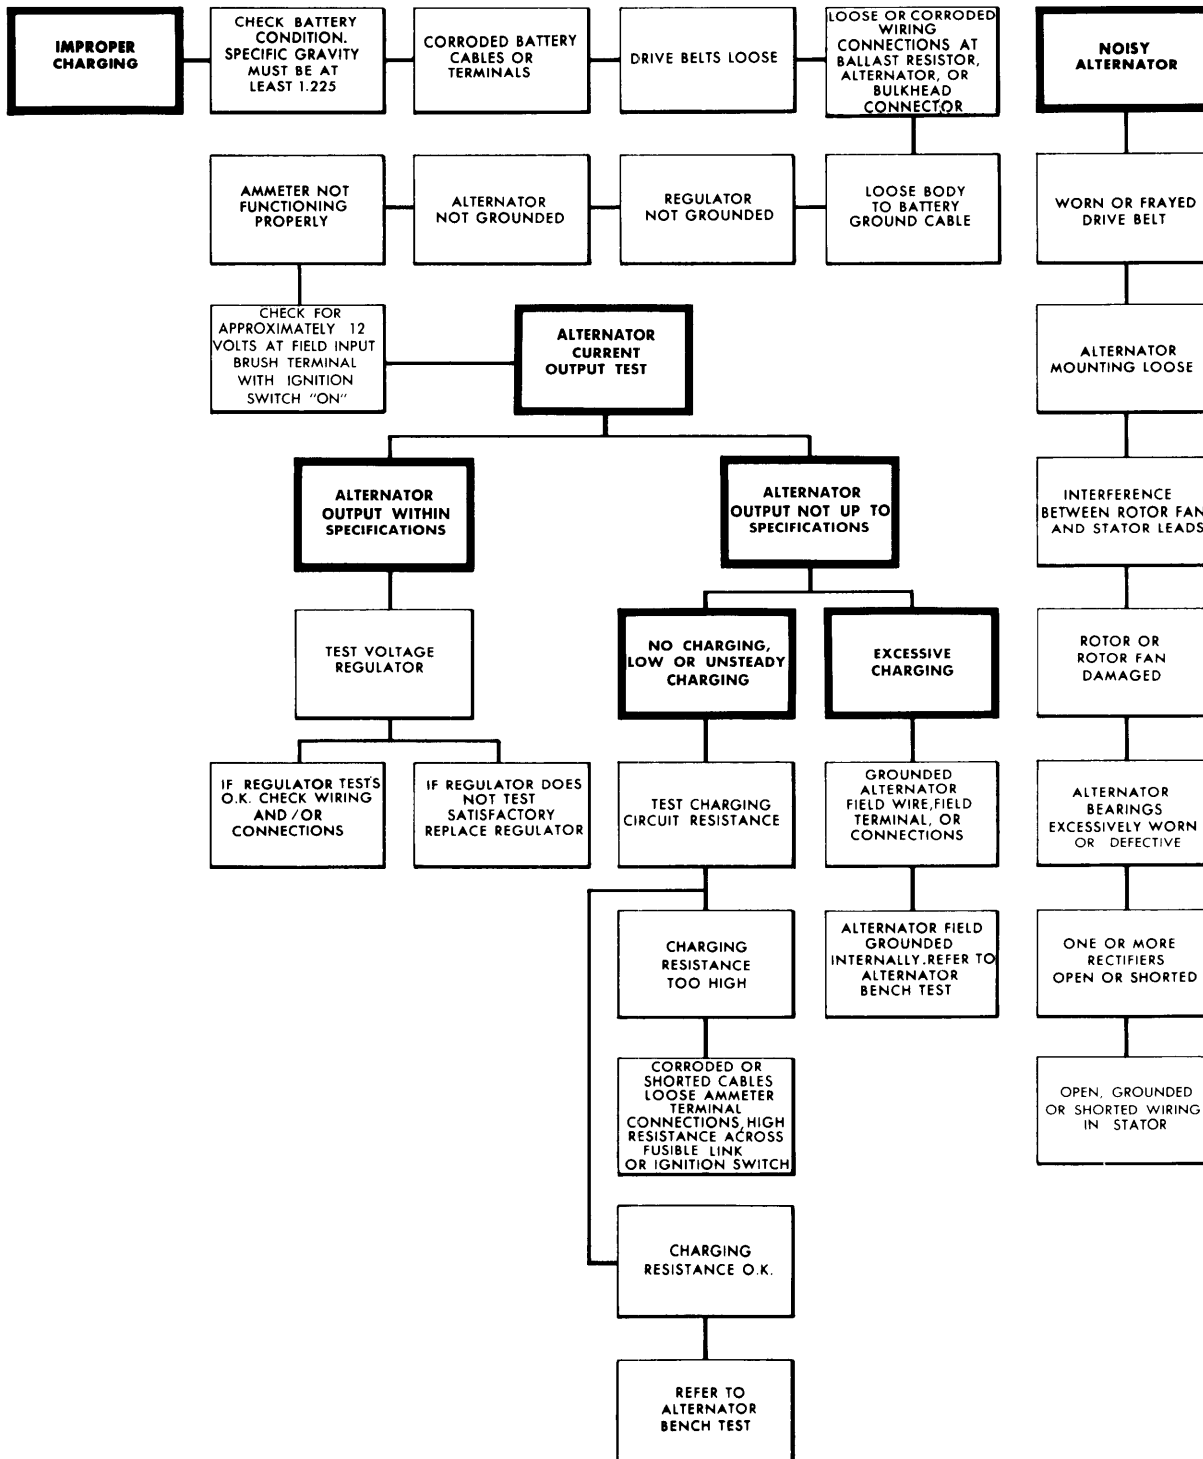 IMPROPER
CHARGING
CHECK BATTERY
CONDITION.
SPECIFIC GRAVITY
MUST BE AT
LEAST 1.225
CORRODED BATTERY
CABLES OR
TERMINALS
DRIVE BELTS LOOSE
LOOSE OR CORRODED
WIRING
CONNECTIONS AT
BALLAST RESISTOR,
ALTERNATOR, OR
BULKHEAD
CONNECTOR
NOISY
ALTERNATOR
AMMETER NOT
FUNCTIONING
PROPERLY
ALTERNATOR
NOT GROUNDED
REGULATOR
NOT GROUNDED
LOOSE BODY
TO BATTERY
GROUND CABLE
WORN OR FRAYED
DRIVE BELT
CHECK FOR
APPROXIMATELY 12
VOLTS AT FIELD INPUT
BRUSH TERMINAL
WITH IGNITION
SWITCH "ON"
ALTERNATOR
CURRENT
OUTPUT TEST
ALTERNATOR
MOUNTING LOOSE
ALTERNATOR
OUTPUT WITHIN
SPECIFICATIONS
ALTERNATOR
OUTPUT NOT UP TO
SPECIFICATIONS
INTERFERENCE
BETWEEN ROTOR FAN
AND STATOR LEADS
TEST VOLTAGE
REGULATOR
NO CHARGING,
LOW OR UNSTEADY
CHARGING
EXCESSIVE
CHARGING
ROTOR OR
ROTOR FAN
DAMAGED
IF REGULATOR TEST'S
O.K. CHECK WIRING
AND/OR
CONNECTIONS
IF REGULATOR DOES
NOT TEST
SATISFACTORY
REPLACE REGULATOR
TEST CHARGING
CIRCUIT RESISTANCE
GROUNDED
ALTERNATOR
FIELD WIRE,FIELD
TERMINAL, OR
CONNECTIONS
ALTERNATOR
BEARINGS
EXCESSIVELY WORN
OR DEFECTIVE
CHARGING
RESISTANCE
TOO HIGH
ALTERNATOR FIELD
GROUNDED
INTERNALLY.REFER TO
ALTERNATOR
BENCH TEST
ONE OR MORE
RECTIFIERS
OPEN OR SHORTED
CORRODED OR
SHORTED CABLES
LOOSE AMMETER
TERMINAL
CONNECTIONS,HIGH
RESISTANCE ACROSS
FUSIBLE LINK
OR IGNITION SWITCH
OPEN, GROUNDED
OR SHORTED WIRING
IN STATOR
CHARGING
RESISTANCE O.K.
REFER TO
ALTERNATOR
BENCH TEST